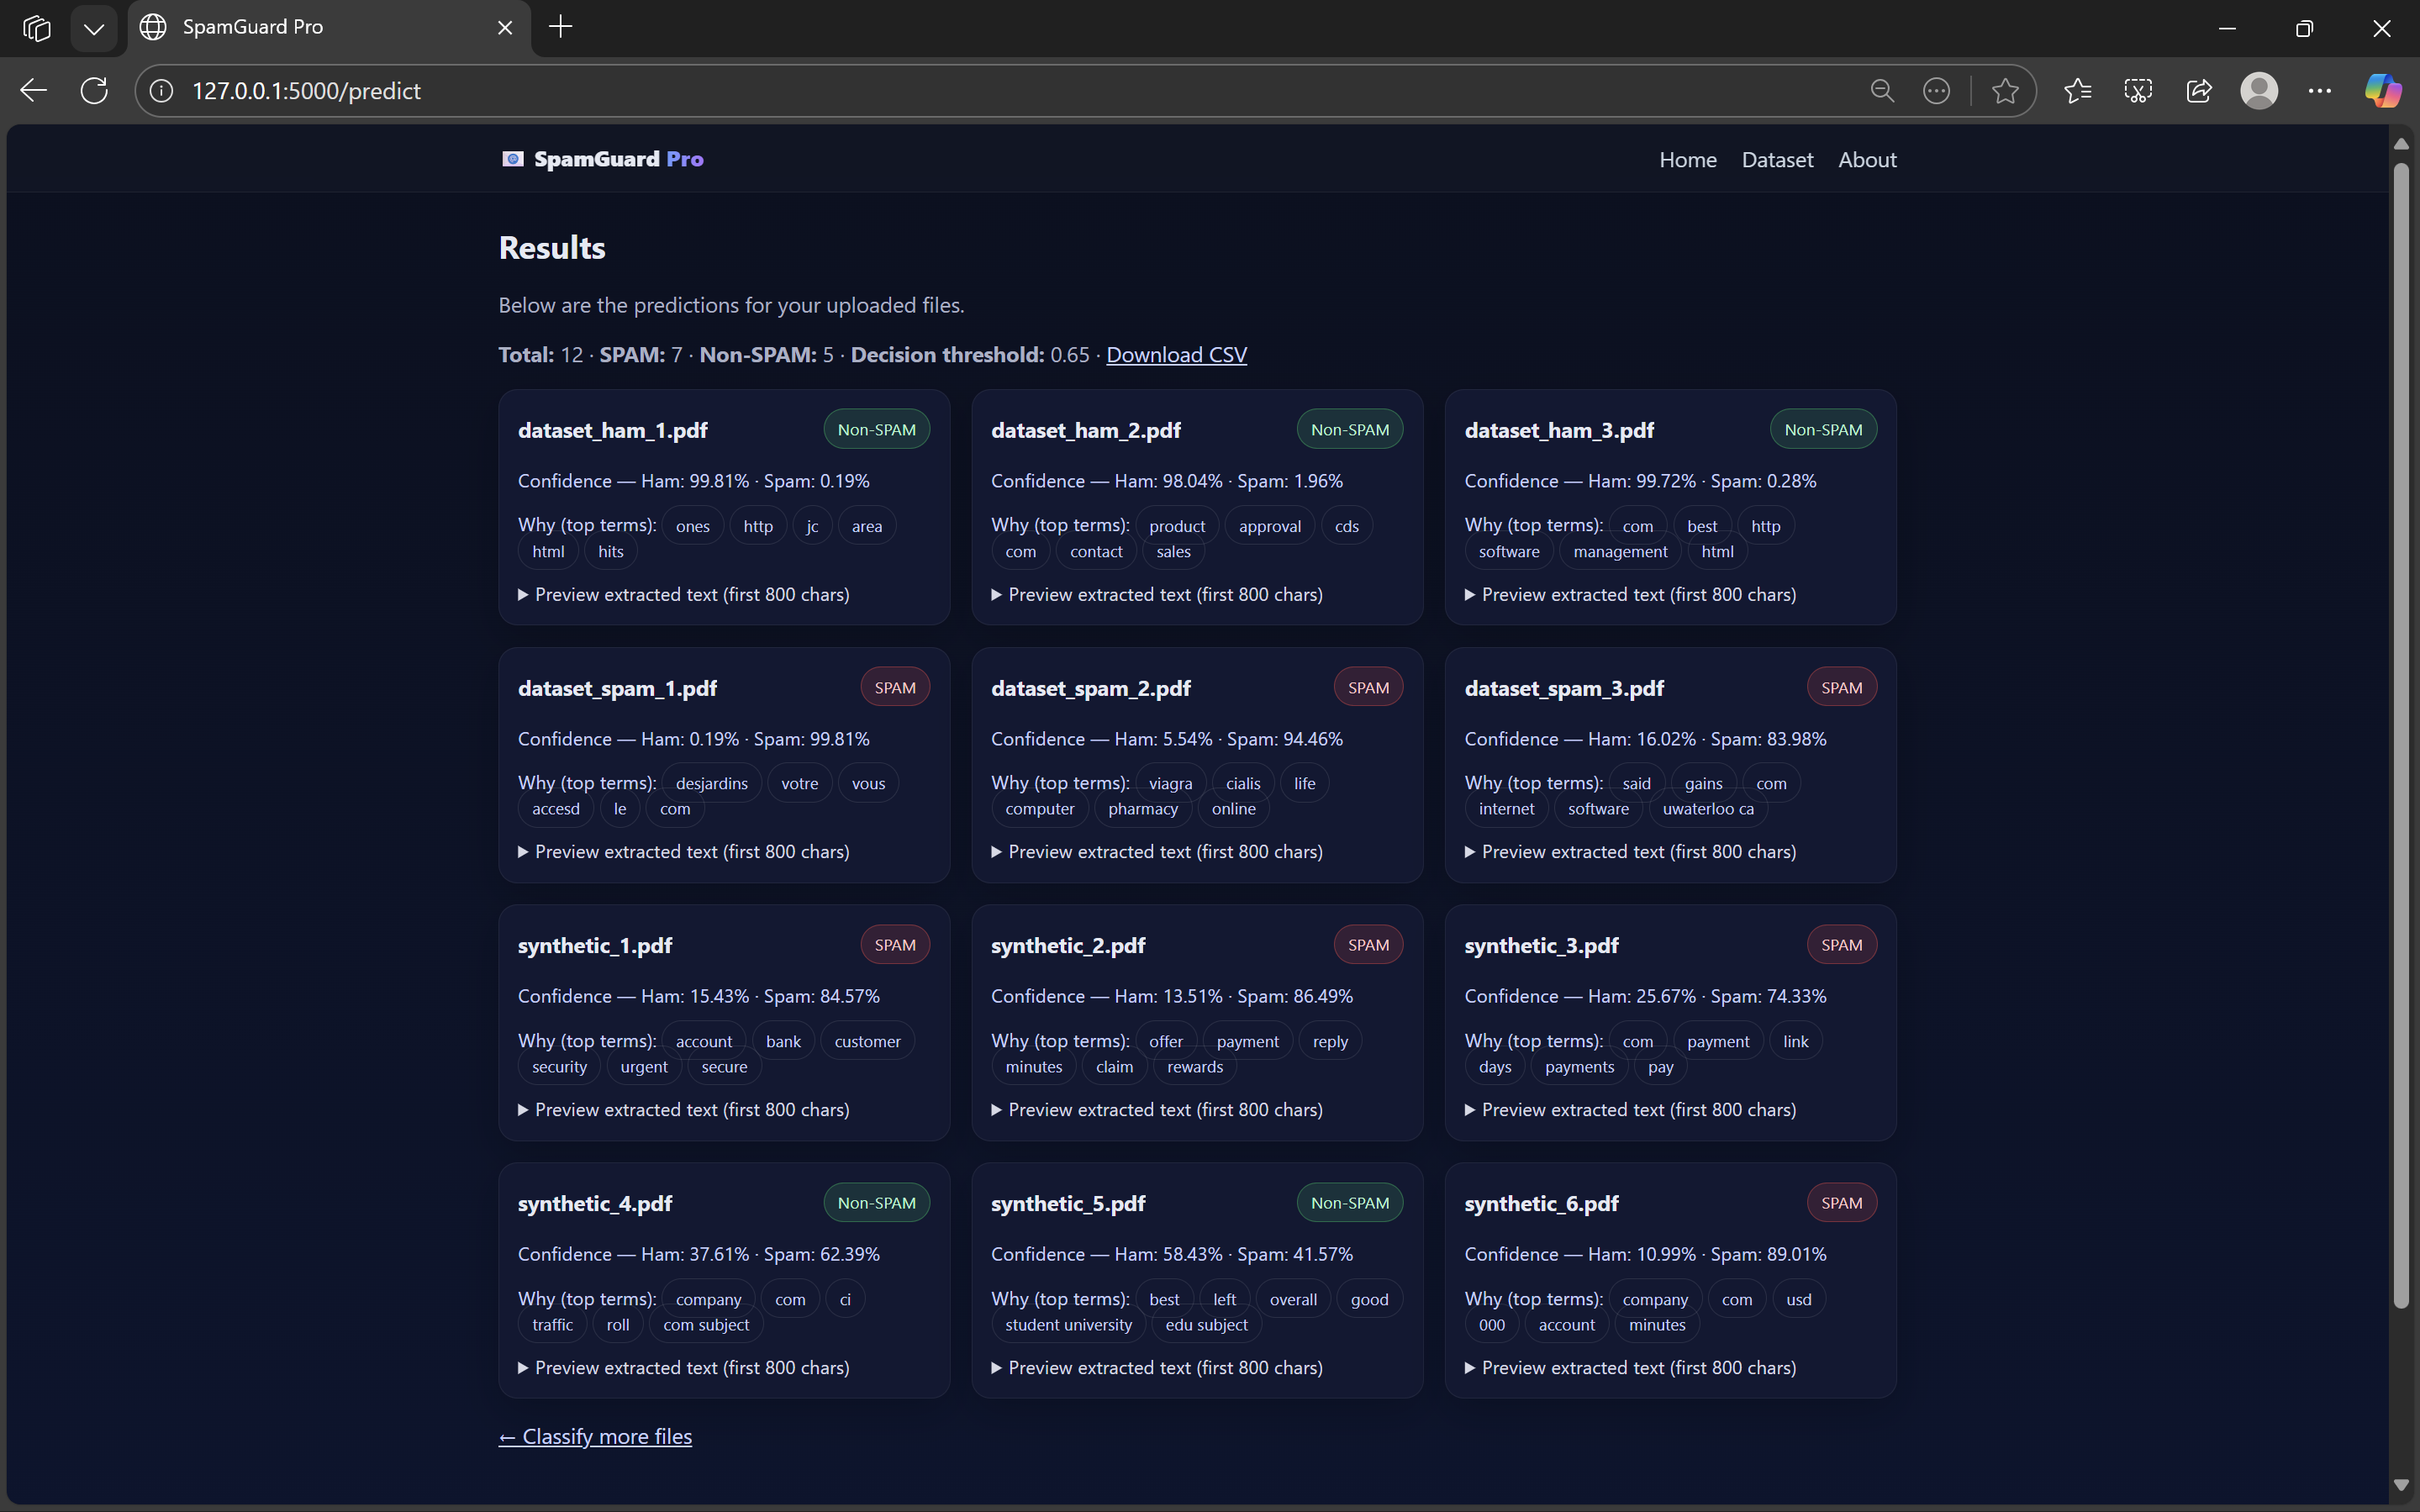 SpamGuard Pro
127.0.0.1:5000/predict
SpamGuard Pro
Home Dataset About
Results
Below are the predictions for your uploaded files.
Total: 12 · SPAM: 7 · Non-SPAM: 5 · Decision threshold: 0.65 · Download CSV
dataset_ham_1.pdf Non-SPAM
Confidence — Ham: 99.81% · Spam: 0.19%
Why (top terms): ones http jc area
html hits
▶ Preview extracted text (first 800 chars)
dataset_ham_2.pdf Non-SPAM
Confidence — Ham: 98.04% · Spam: 1.96%
Why (top terms): product approval cds
com contact sales
▶ Preview extracted text (first 800 chars)
dataset_ham_3.pdf Non-SPAM
Confidence — Ham: 99.72% · Spam: 0.28%
Why (top terms): com best http
software management html
▶ Preview extracted text (first 800 chars)
dataset_spam_1.pdf SPAM
Confidence — Ham: 0.19% · Spam: 99.81%
Why (top terms): desjardins votre vous
accesd le com
▶ Preview extracted text (first 800 chars)
dataset_spam_2.pdf SPAM
Confidence — Ham: 5.54% · Spam: 94.46%
Why (top terms): viagra cialis life
computer pharmacy online
▶ Preview extracted text (first 800 chars)
dataset_spam_3.pdf SPAM
Confidence — Ham: 16.02% · Spam: 83.98%
Why (top terms): said gains com
internet software uwaterloo ca
▶ Preview extracted text (first 800 chars)
synthetic_1.pdf SPAM
Confidence — Ham: 15.43% · Spam: 84.57%
Why (top terms): account bank customer
security urgent secure
▶ Preview extracted text (first 800 chars)
synthetic_2.pdf SPAM
Confidence — Ham: 13.51% · Spam: 86.49%
Why (top terms): offer payment reply
minutes claim rewards
▶ Preview extracted text (first 800 chars)
synthetic_3.pdf SPAM
Confidence — Ham: 25.67% · Spam: 74.33%
Why (top terms): com payment link
days payments pay
▶ Preview extracted text (first 800 chars)
synthetic_4.pdf Non-SPAM
Confidence — Ham: 37.61% · Spam: 62.39%
Why (top terms): company com ci
traffic roll com subject
▶ Preview extracted text (first 800 chars)
synthetic_5.pdf Non-SPAM
Confidence — Ham: 58.43% · Spam: 41.57%
Why (top terms): best left overall good
student university edu subject
▶ Preview extracted text (first 800 chars)
synthetic_6.pdf SPAM
Confidence — Ham: 10.99% · Spam: 89.01%
Why (top terms): company com usd
000 account minutes
▶ Preview extracted text (first 800 chars)
← Classify more files